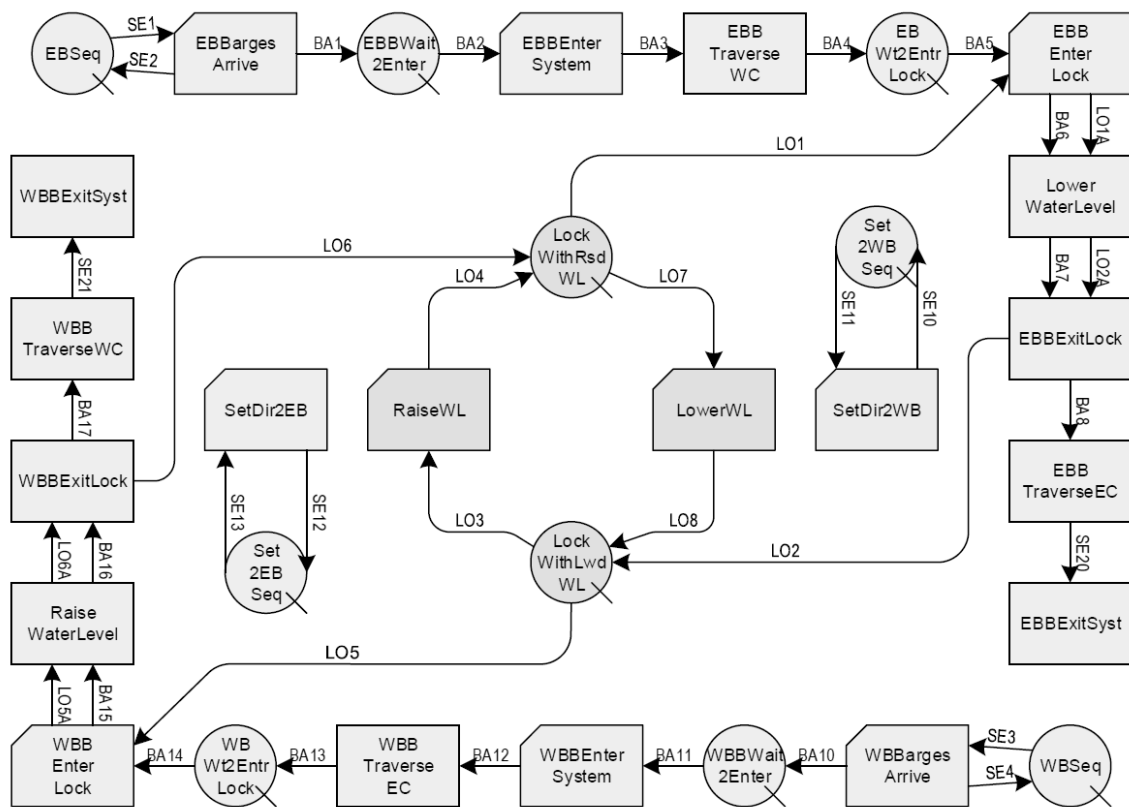 EBSeq
SE1
SE2
EBBarges
Arrive
BA1
EBBWait
2Enter
BA2
EBBEnter
System
BA3
EBB
Traverse
WC
BA4
EB
Wt2Entr
Lock
BA5
EBB
Enter
Lock
BA6
LO1A
LO1
WBBExitSyst
Lower
WaterLevel
Lock
WithRsd
WL
Set
2WB
Seq
LO6
LO4
LO7
SE21
BA7
LO2A
SE11
SE10
WBB
TraverseWC
EBBExitLock
BA17
SetDir2EB
RaiseWL
LowerWL
SetDir2WB
BA8
WBBExitLock
EBB
TraverseEC
SE13
SE12
LO3
LO8
LO2
LO6A
BA16
Set
2EB
Seq
Lock
WithLwd
WL
SE20
Raise
WaterLevel
EBBExitSyst
LO5
LO5A
BA15
WBB
Enter
Lock
BA14
WB
Wt2Entr
Lock
BA13
WBB
Traverse
EC
BA12
WBBEnter
System
BA11
WBBWait
2Enter
BA10
WBBarges
Arrive
SE3
SE4
WBSeq